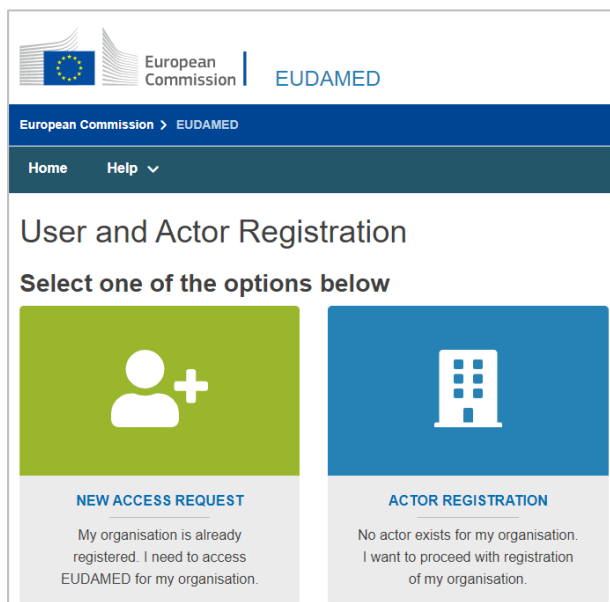 European
Commission
EUDAMED
European Commission > EUDAMED
Home Help
User and Actor Registration
Select one of the options below
NEW ACCESS REQUEST
My organisation is already
registered. I need to access
EUDAMED for my organisation.
ACTOR REGISTRATION
No actor exists for my organisation.
I want to proceed with registration
of my organisation.